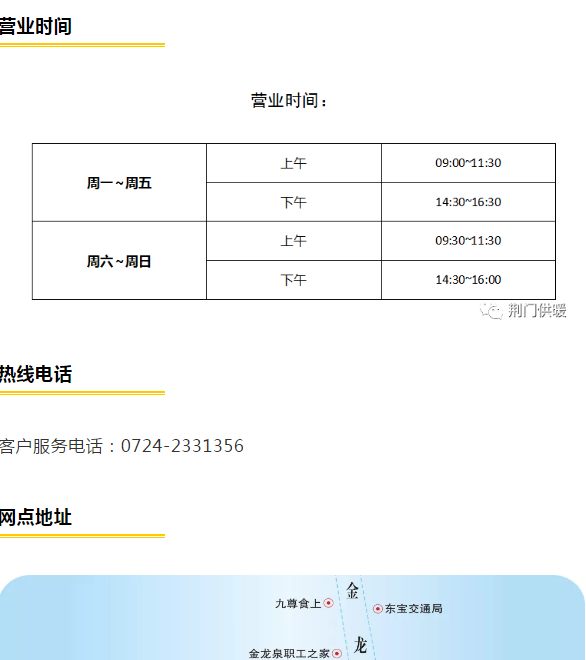 营业时间
营业时间：
周一~周五
上午
09:00~11:30
下午
14:30~16:30
周六~周日
上午
09:30~11:30
下午
14:30~16:00
荆门供暖
热线电话
客户服务电话：0724-2331356
网点地址
金
九尊食上
东宝交通局
龙
金龙泉职工之家